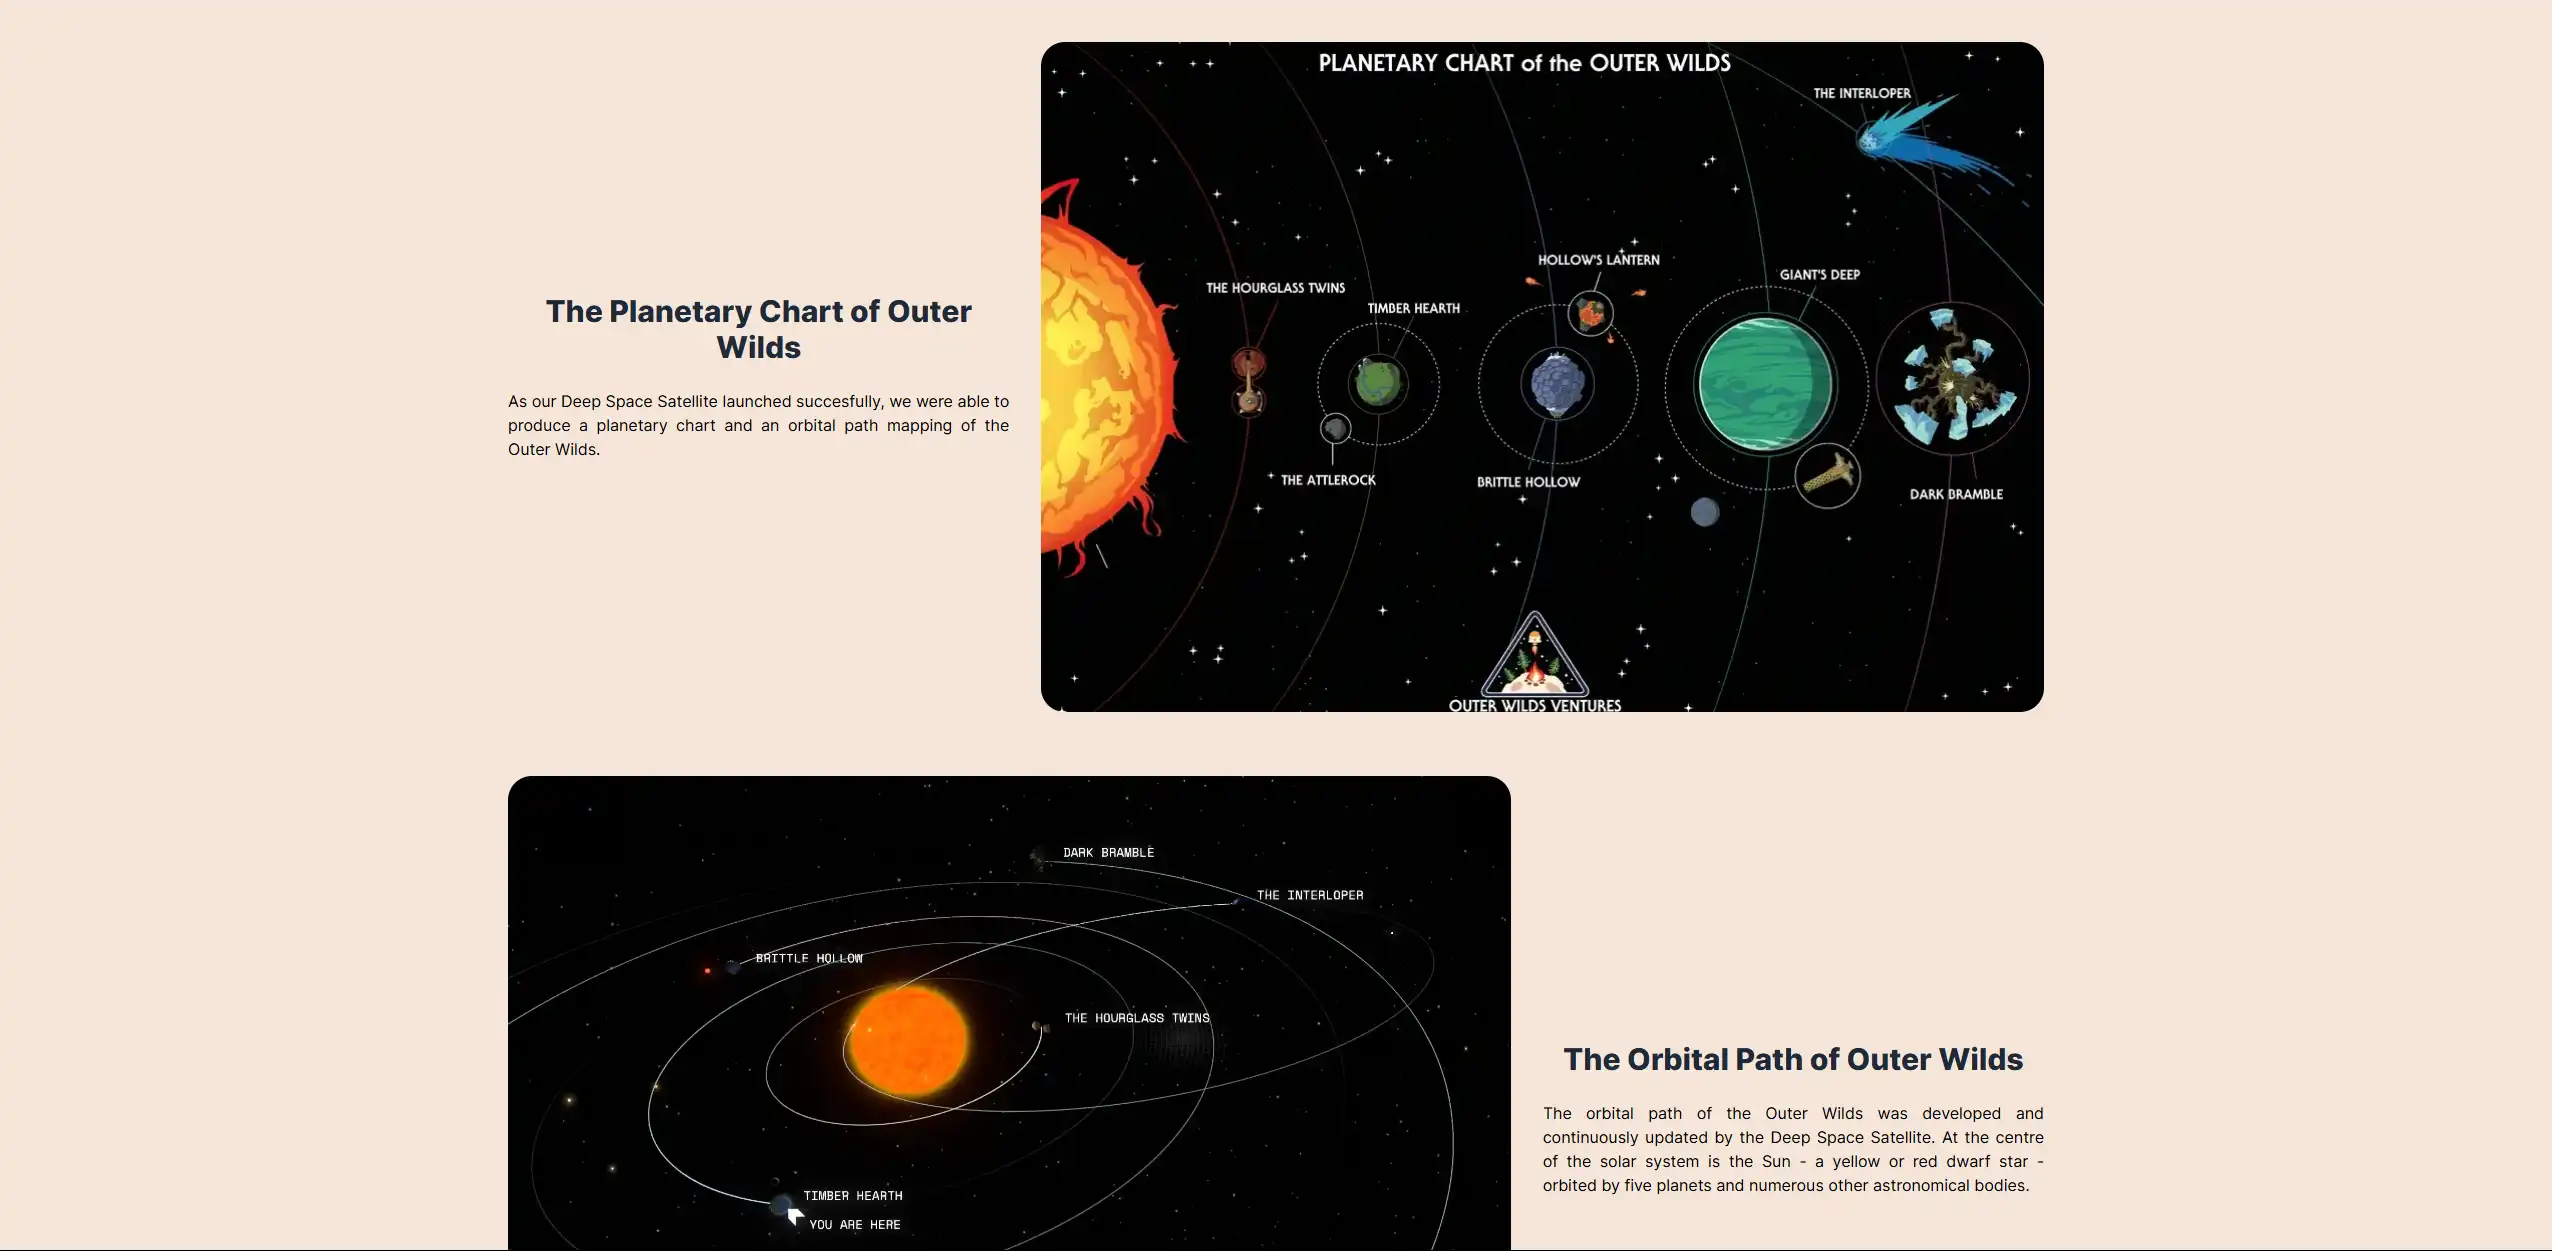 The Planetary Chart of Outer
Wilds
As our Deep Space Satellite launched succesfully, we were able to
produce a planetary chart and an orbital path mapping of the
Outer Wilds.
PLANETARY CHART of the OUTER WILDS
THE INTERLOPER
HOLLOW'S LANTERN
GIANT'S DEEP
THE HOURGLASS TWINS
TIMBER HEARTH
THE ATTLEROCK
BRITTLE HOLLOW
DARK BRAMBLE
OUTER WILDS VENTURES
DARK BRAMBLE
THE INTERLOPER
BRITTLE HOLLOW
THE HOURGLASS TWINS
TIMBER HEARTH
YOU ARE HERE
The Orbital Path of Outer Wilds
The orbital path of the Outer Wilds was developed and
continuously updated by the Deep Space Satellite. At the centre
of the solar system is the Sun - a yellow or red dwarf star -
orbited by five planets and numerous other astronomical bodies.